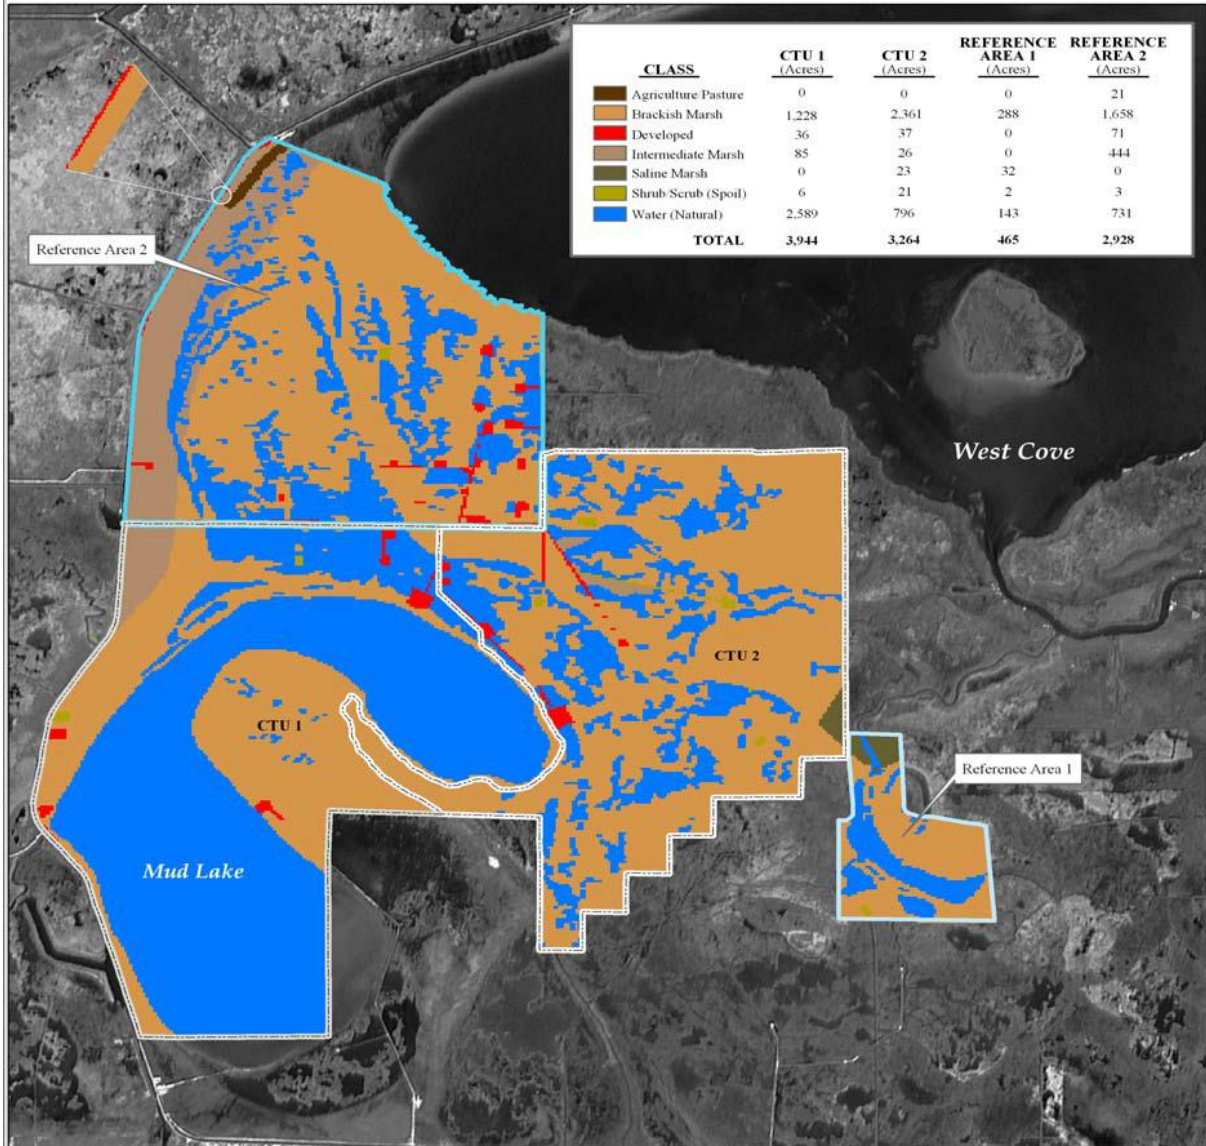 CLASS CTU 1 (Acres) CTU 2 (Acres) REFERENCE AREA 1 (Acres) REFERENCE AREA 2 (Acres)
Agriculture/Pasture 0 0 0 21
Brackish Marsh 1,228 2.361 288 1.658
Developed 36 37 0 71
Intermediate Marsh 85 26 0 444
Saline Marsh 0 23 32 0
Shrub/Scrub (Spoil) 6 21 2 3
Water (Natural) 2,589 796 143 731
TOTAL 3,944 3,264 465 2,928
Reference Area 2
West Cove
CTU 2
CTU 1
Reference Area 1
Mud Lake